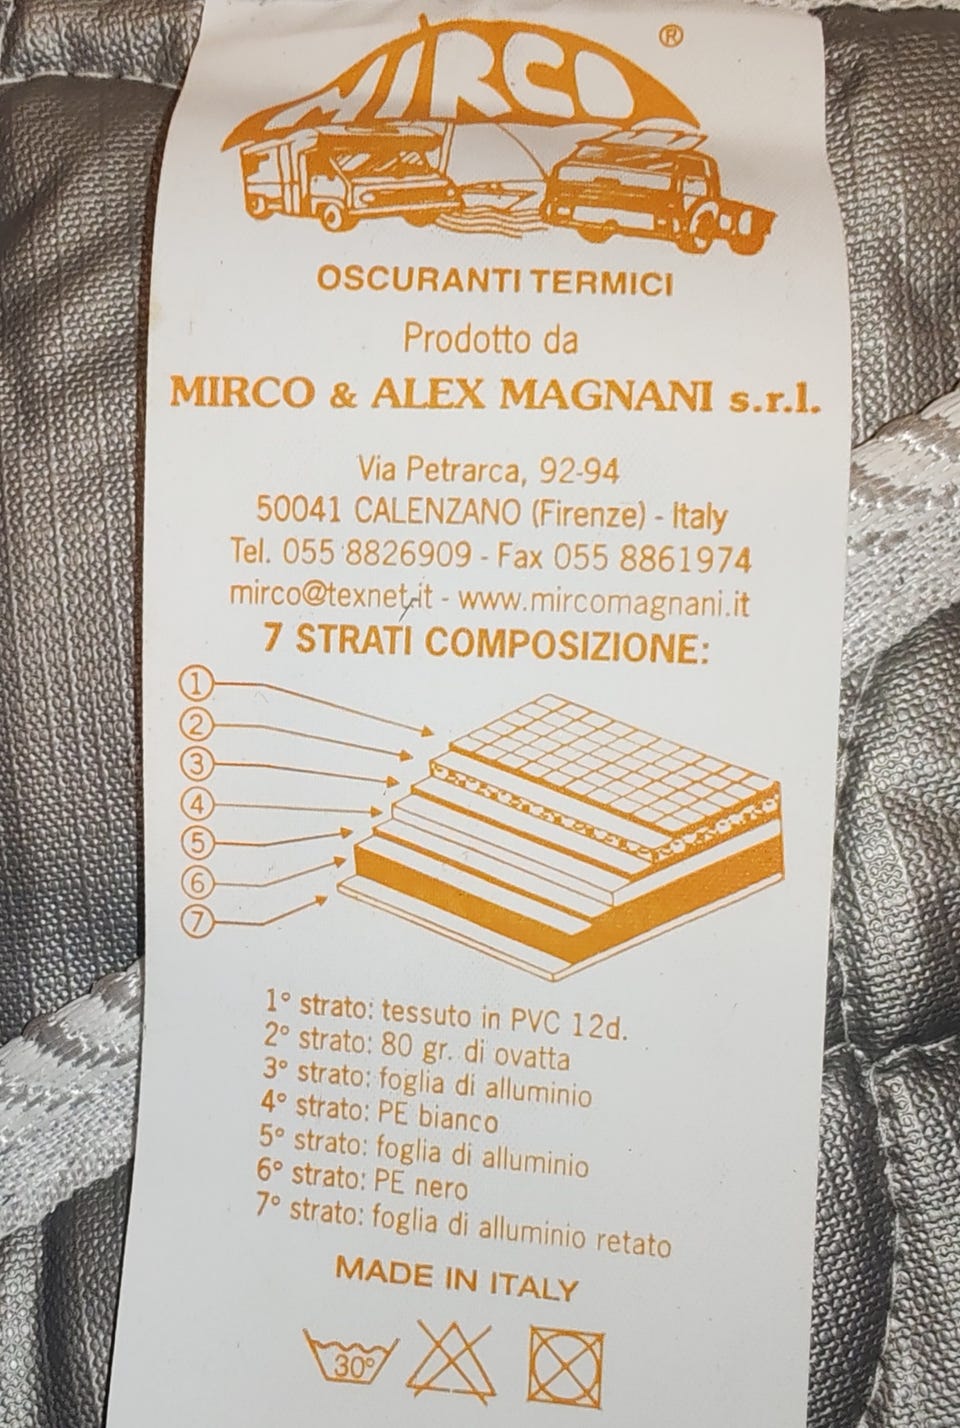 MIRCO ®
OSCURANTI TERMICI
Prodotto da
MIRCO & ALEX MAGNANI s.r.l.
Via Petrarca, 92-94
50041 CALENZANO (Firenze) - Italy
Tel. 055 8826909 - Fax 055 8861974
mirco@texnet.it - www.mircomagnani.it
7 STRATI COMPOSIZIONE:
1
2
3
4
5
6
7
1° strato: tessuto in PVC 12d.
2° strato: 80 gr. di ovatta
3° strato: foglia di alluminio
4° strato: PE bianco
5° strato: foglia di alluminio
6° strato: PE nero
7° strato: foglia di alluminio retato
MADE IN ITALY
30°